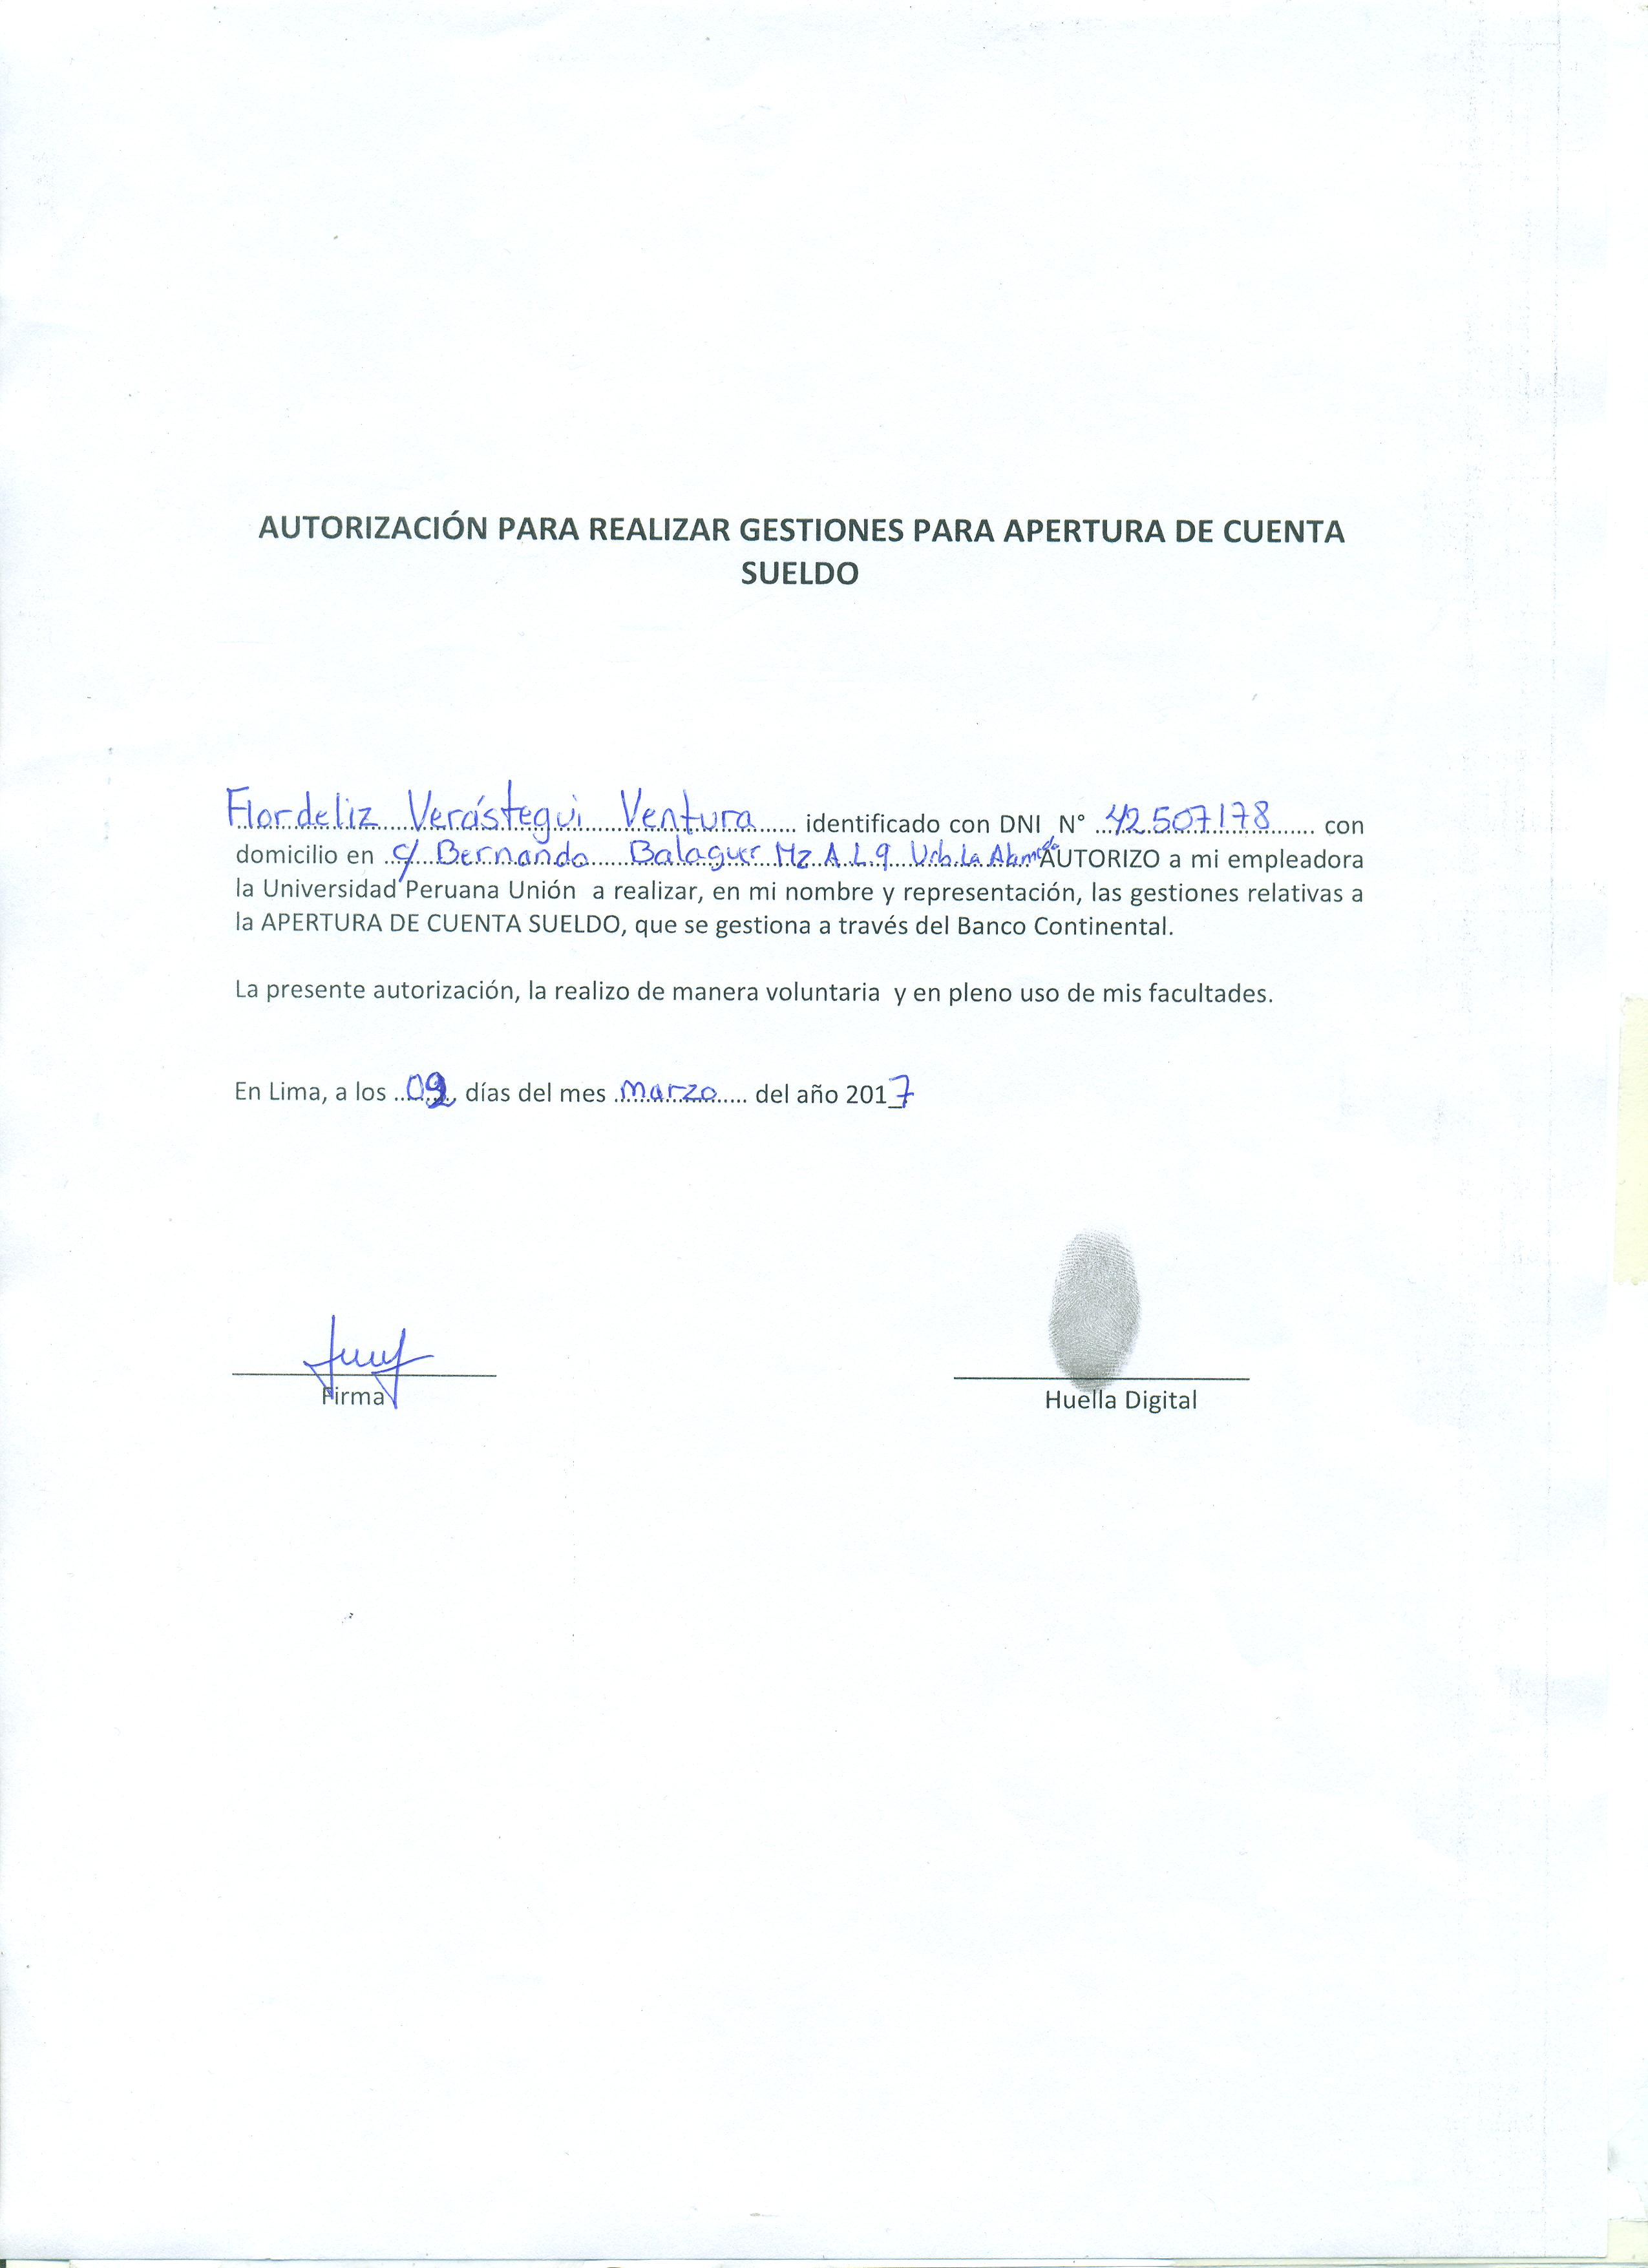 AUTORIZACIÓN PARA REALIZAR GESTIONES PARA APERTURA DE CUENTA
SUELDO
Flordeliz Verástegui Ventura identificado con DNI N° 42507178 con
domicilio en c/ Bernando Balaguer Mz A L.9 Urb. La AUTORIZO a mi empleadora
la Universidad Peruana Unión a realizar, en mi nombre y representación, las gestiones relativas a
la APERTURA DE CUENTA SUELDO, que se gestiona a través del Banco Continental.
La presente autorización, la realizo de manera voluntaria y en pleno uso de mis facultades.
En Lima, a los 09 días del mes marzo del año 2017
Firma
Huella Digital